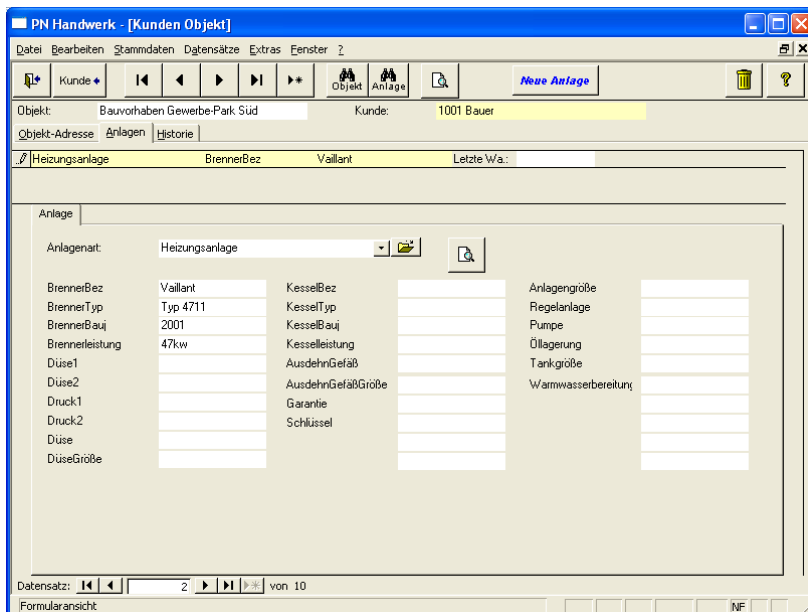 PN Handwerk - [Kunden Objekt]
Datei Bearbeiten Stammdaten Datensätze Extras Fenster ?
Kunde Objekt Anlage Neue Anlage ?
Objekt: Bauvorhaben Gewerbe-Park Süd Kunde: 1001 Bauer
Objekt-Adresse Anlagen Historie
Heizungsanlage BrennerBez Vaillant Letzte Wa.:
Anlage
Anlagenart: Heizungsanlage
BrennerBez Vaillant KesselBez Anlagengröße
BrennerTyp Typ 4711 KesselTyp Regelanlage
BrennerBauj 2001 KesselBauj Pumpe
Brennerleistung 47kw Kesselleistung Öllagerung
Düse1 AusdehnGefäß Tankgröße
Düse2 AusdehnGefäßGröße Warmwasserbereitung
Druck1 Garantie
Druck2 Schlüssel
Düse
DüseGröße
Datensatz: 2 von 10
Formularansicht NF